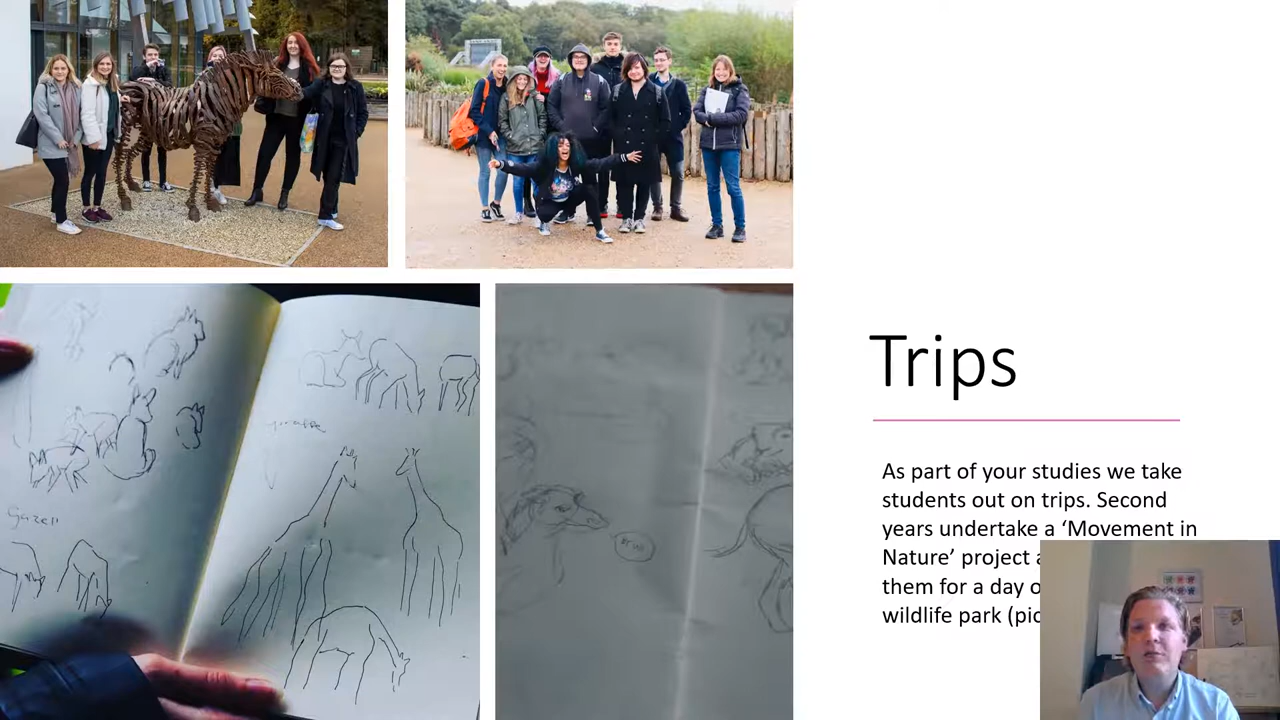 Trips
As part of your studies we take
students out on trips. Second
years undertake a ‘Movement in
Nature’ project
them for a day
wildlife park
Giraffe
Gazell